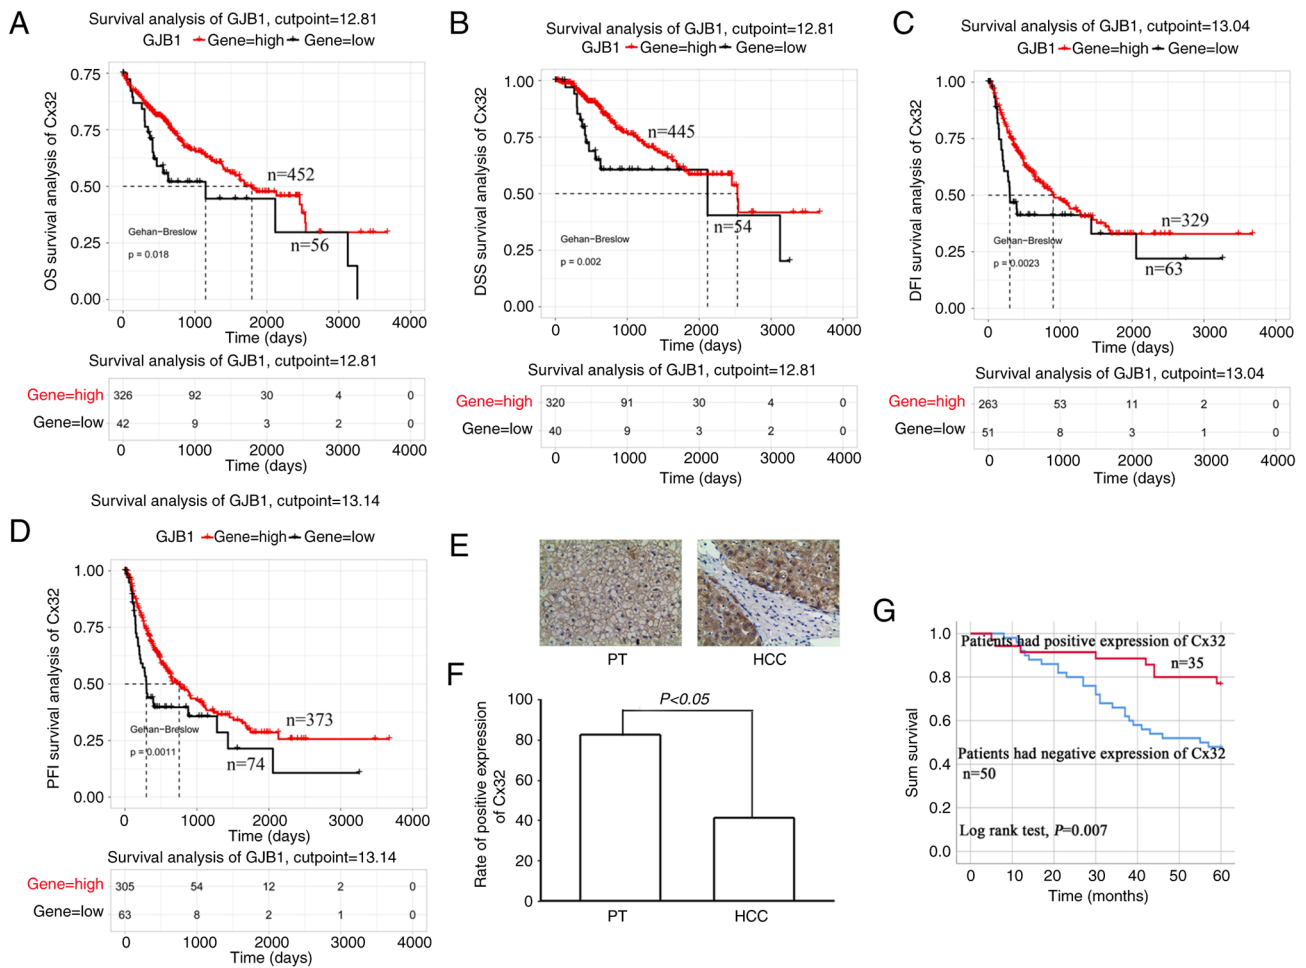 A
Survival analysis of GJB1, cutpoint=12.81
GJB1 Gene=high Gene=low
OS survival analysis of Cx32
0.75
0.75
0.50
0.25
0.00
n=452
n=56
Gehan-Breslow
p = 0.018
0 1000 2000 3000 4000
Time (days)
Survival analysis of GJB1, cutpoint=12.81
Gene=high 326 92 30 4 0
Gene=low 42 9 3 2 0
0 1000 2000 3000 4000
Time (days)
B
Survival analysis of GJB1, cutpoint=12.81
GJB1 Gene=high Gene=low
DSS survival analysis of Cx32
1.00
0.75
0.50
0.25
0.00
n=445
n=54
Gehan-Breslow
p = 0.002
0 1000 2000 3000 4000
Time (days)
Survival analysis of GJB1, cutpoint=12.81
Gene=high 320 91 30 4 0
Gene=low 40 9 3 2 0
0 1000 2000 3000 4000
Time (days)
C
Survival analysis of GJB1, cutpoint=13.04
GJB1 Gene=high Gene=low
DFI survival analysis of Cx32
1.00
0.75
0.50
0.25
0.00
n=329
n=63
Gehan-Breslow
p = 0.0023
0 1000 2000 3000 4000
Time (days)
Survival analysis of GJB1, cutpoint=13.04
Gene=high 263 53 11 2 0
Gene=low 51 8 3 1 0
0 1000 2000 3000 4000
Time (days)
D
Survival analysis of GJB1, cutpoint=13.14
GJB1 Gene=high Gene=low
PFI survival analysis of Cx32
1.00
0.75
0.50
0.25
0.00
n=373
n=74
Gehan-Breslow
p = 0.0011
0 1000 2000 3000 4000
Time (days)
Survival analysis of GJB1, cutpoint=13.14
Gene=high 305 54 12 2 0
Gene=low 63 8 2 1 0
0 1000 2000 3000 4000
Time (days)
E
PT HCC
F
Rate of positive expression
of Cx32
100
80
60
40
20
0
P<0.05
PT HCC
G
Sum survival
1.0
0.8
0.6
0.4
0.2
0.0
Patients had positive expression of Cx32
n=35
Patients had negative expression of Cx32
n=50
Log rank test, P=0.007
0 10 20 30 40 50 60
Time (months)